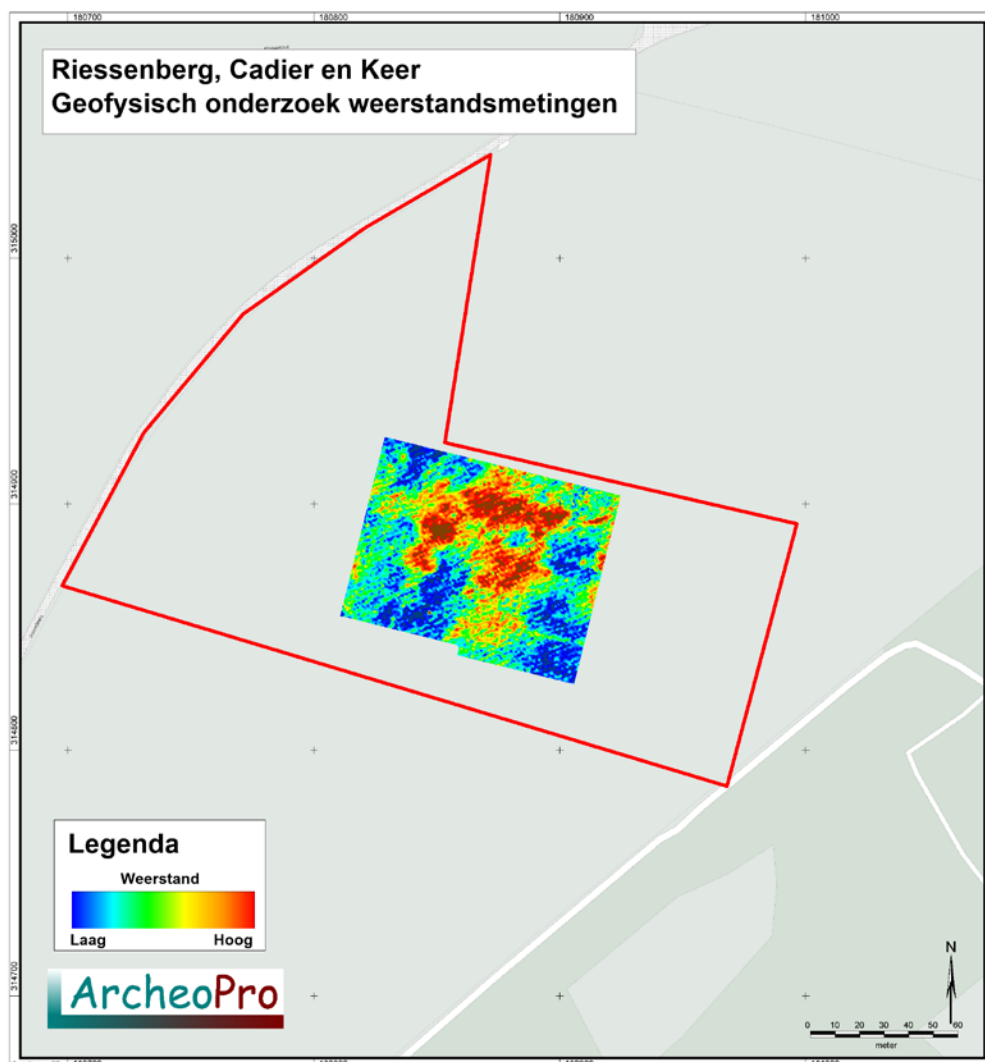 180700 180800 180900 181000
Riessenberg, Cadier en Keer
Geofysisch onderzoek weerstandsmetingen
315000
314900
314800
314700
Legenda
Weerstand
Laag Hoog
ArcheoPro
N
0 10 20 30 40 50 60
meter